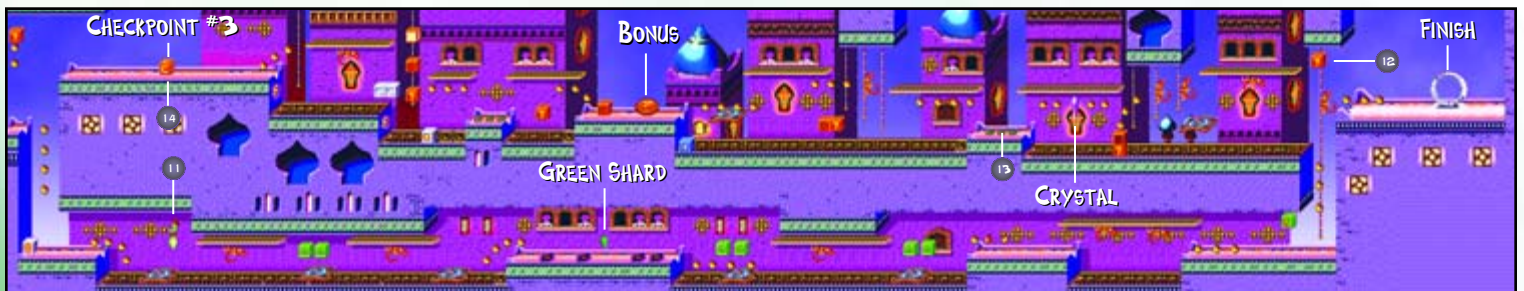 CHECKPOINT #3
BONUS
FINISH
12
14
11
13
GREEN SHARD
CRYSTAL